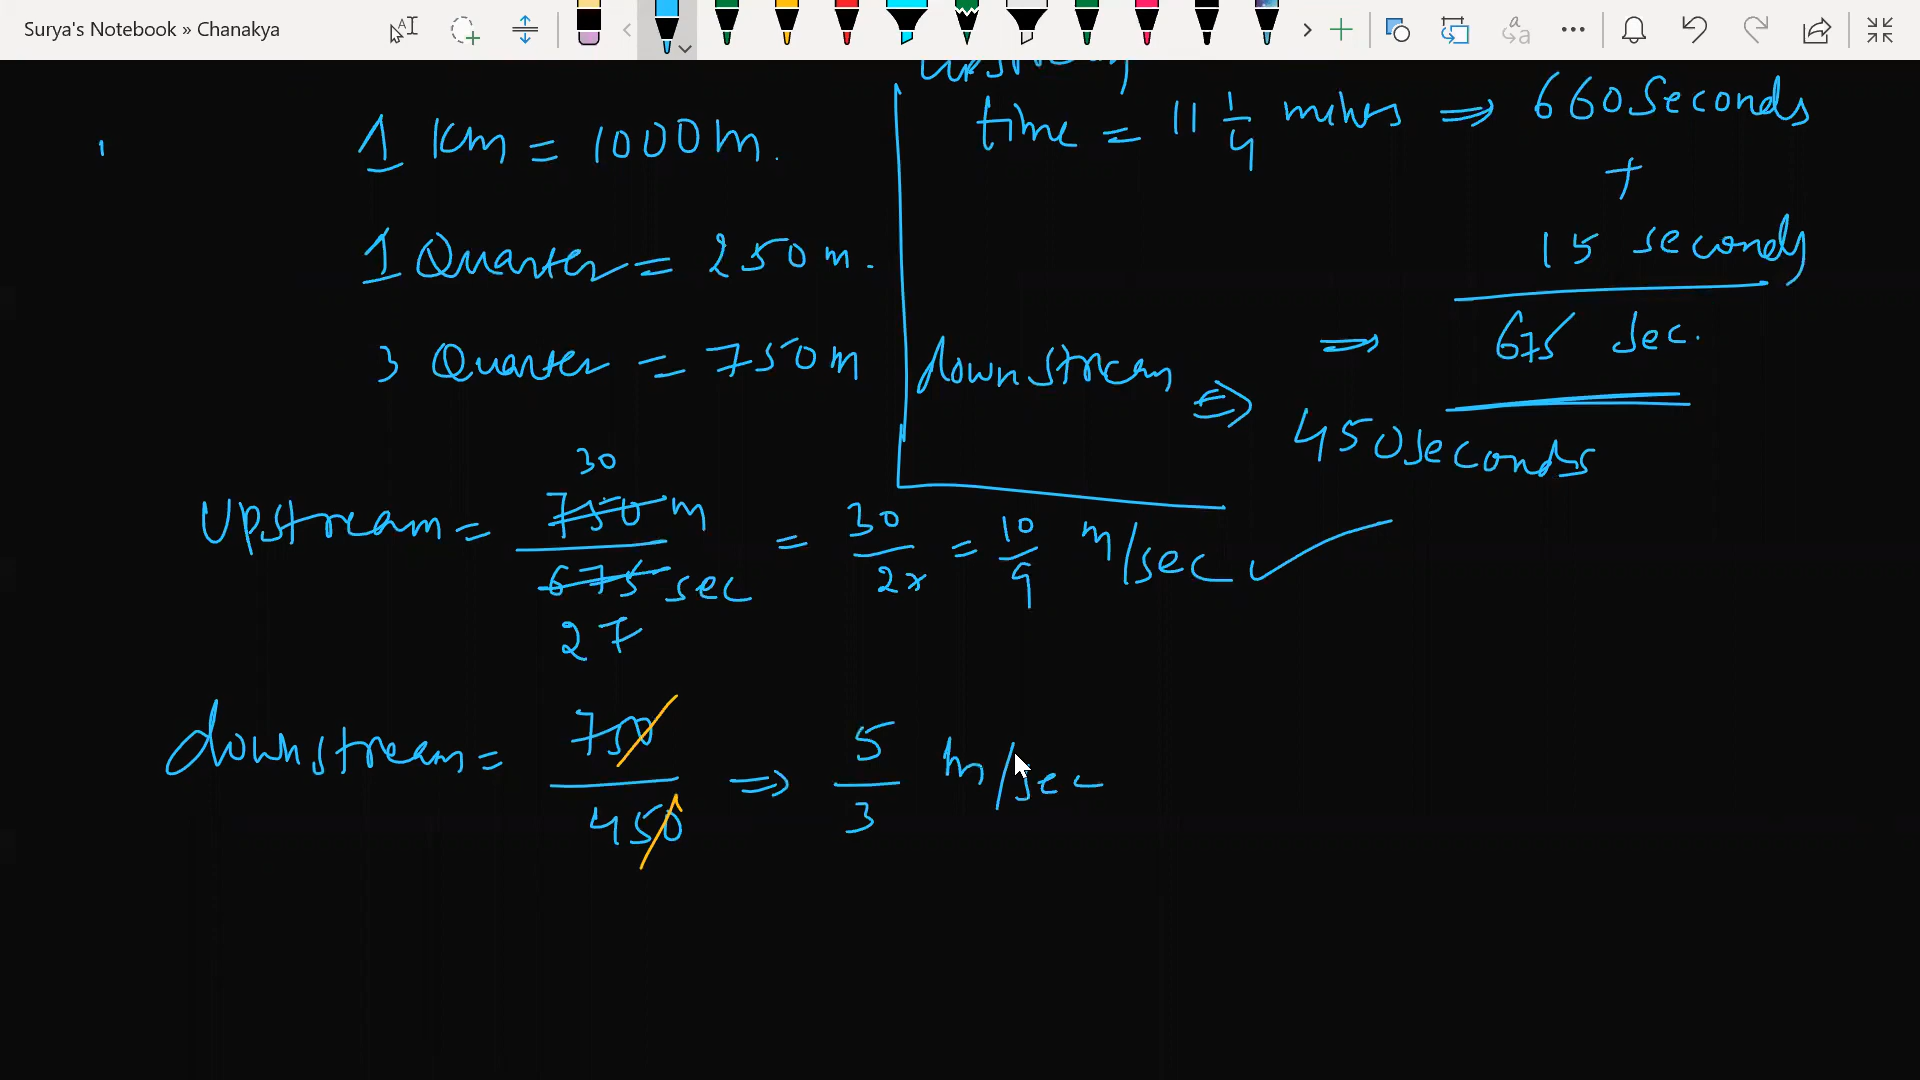 Surya's Notebook » Chanakya
upstream
1 Km = 1000 m.
time = 11 1/4 minutes ⇒ 660 Seconds
+
1 Quarter = 250 m.
15 seconds
3 Quarter = 750 m
⇒ 675 Sec.
downstream ⇒ 450 seconds
30
Upstream = 750 m / 675 sec = 30/27 = 10/9 m/sec ✓
27
downstream = 750/450 ⇒ 5/3 m/sec